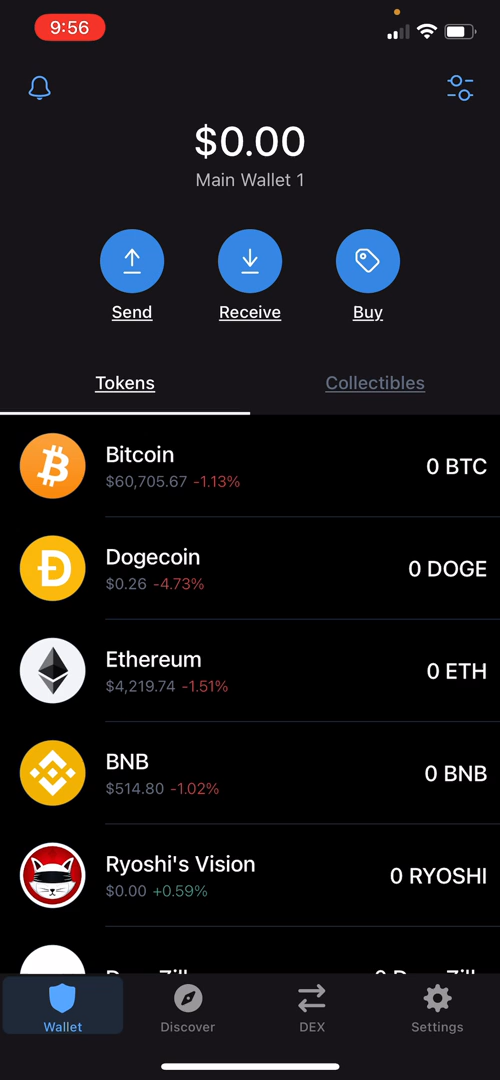 9:56
$0.00
Main Wallet 1
Send Receive Buy
Tokens Collectibles
Bitcoin
$60,705.67 -1.13%
0 BTC
Dogecoin
$0.26 -4.73%
0 DOGE
Ethereum
$4,219.74 -1.51%
0 ETH
BNB
$514.80 -1.02%
0 BNB
Ryoshi's Vision
$0.00 +0.59%
0 RYOSHI
Wallet Discover DEX Settings